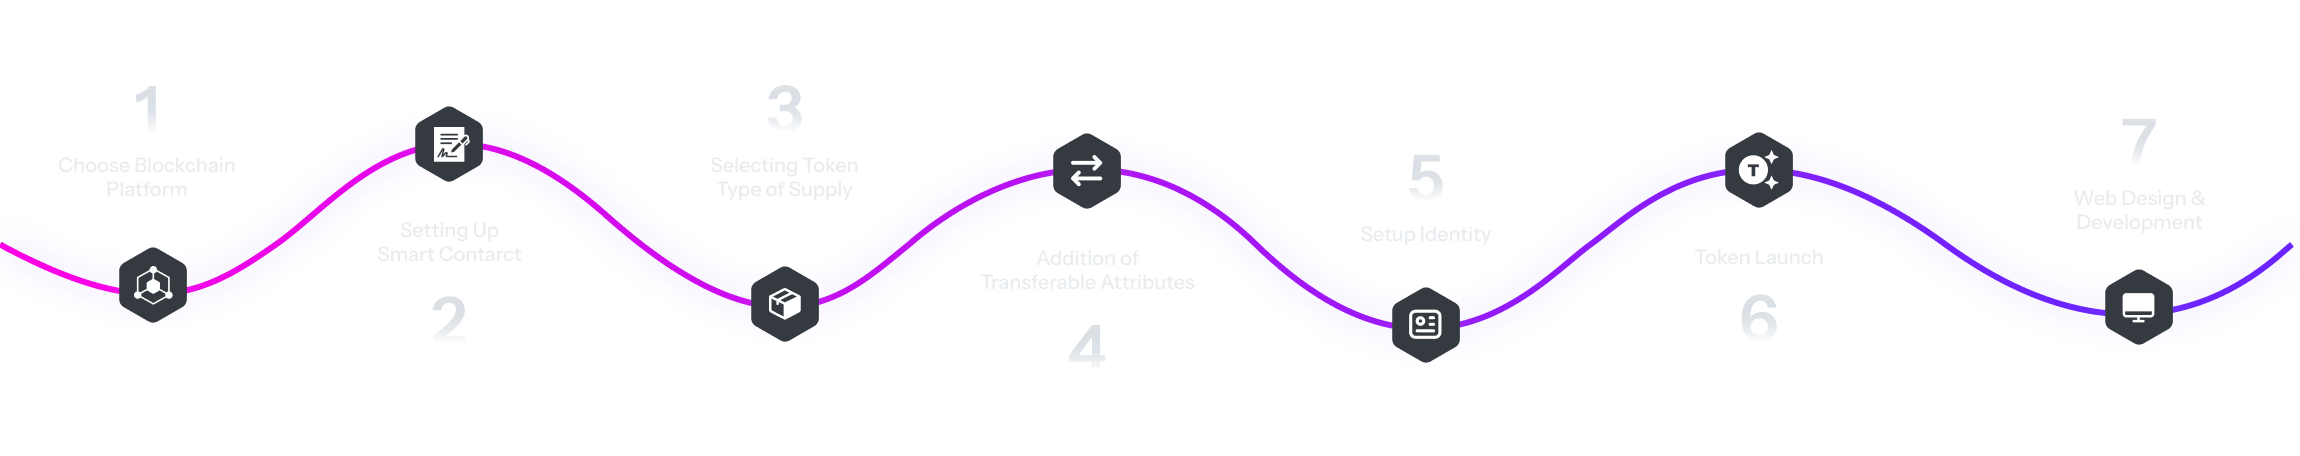 1
Choose Blockchain
Platform
Setting Up
Smart Contarct
2
3
Selecting Token
Type of Supply
Addition of
Transferable Attributes
4
5
Setup Identity
T
Token Launch
6
7
Web Design &
Development